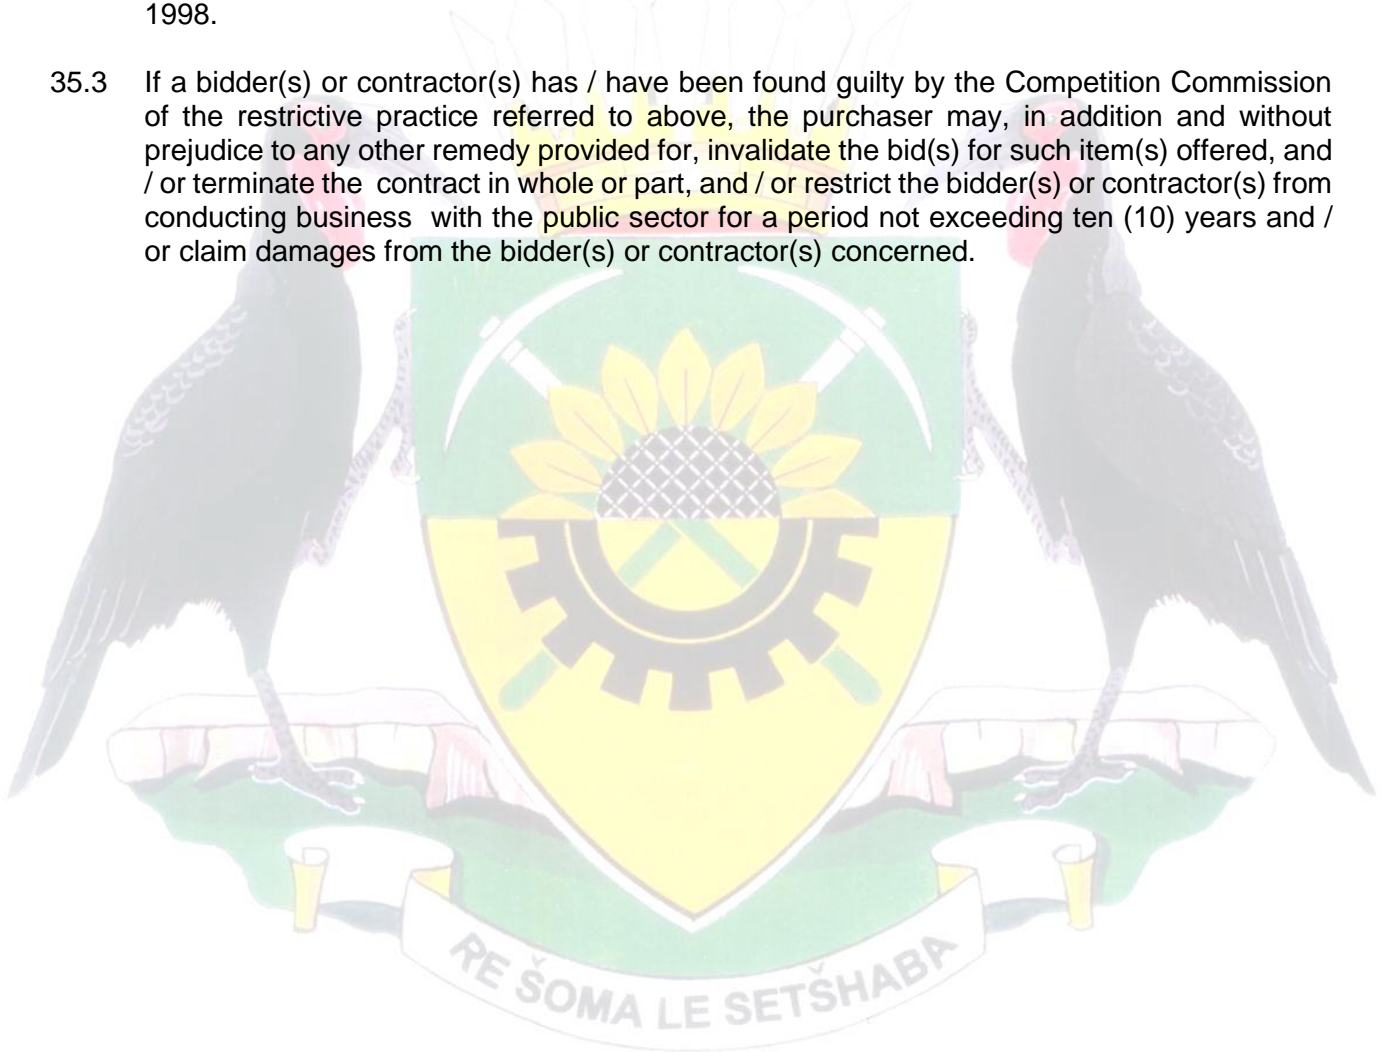 1998.
35.3 If a bidder(s) or contractor(s) has / have been found guilty by the Competition Commission
of the restrictive practice referred to above, the purchaser may, in addition and without
prejudice to any other remedy provided for, invalidate the bid(s) for such item(s) offered, and
/ or terminate the contract in whole or part, and / or restrict the bidder(s) or contractor(s) from
conducting business with the public sector for a period not exceeding ten (10) years and /
or claim damages from the bidder(s) or contractor(s) concerned.
RE ŠOMA LE SETŠHABA